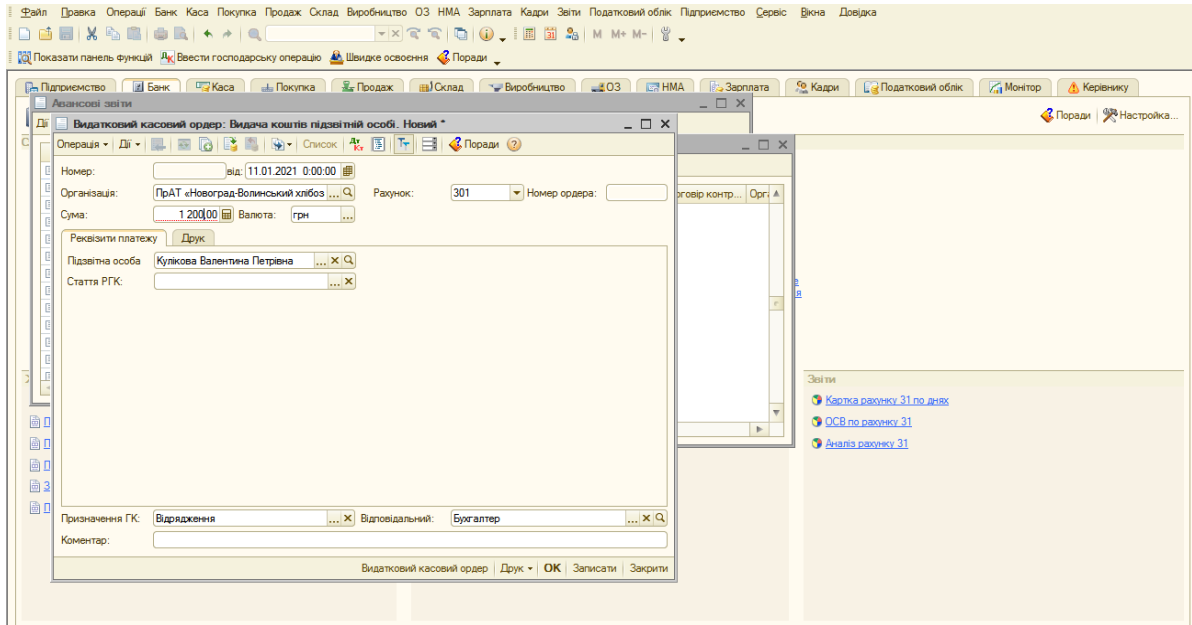 Файл Правка Операції Банк Каса Покупка Продаж Склад Виробництво ОЗ НМА Зарплата Кадри Звіти Податковий облік Підприємство Сервіс Вікна Довідка
M M+ M-
Показати панель функцій Ввести господарську операцію Швидке освоєння Поради
Підприємство Банк Каса Покупка Продаж Склад Виробництво ОЗ НМА Зарплата Кадри Податковий облік Монітор Керівнику
Авансові звіти
Поради Настройка...
Видатковий касовий ордер: Видача коштів підзвітній особі. Новий *
Операція Дії Список Дт Кт Поради
Номер: від: 11.01.2021 0:00:00
Організація: ПрАТ «Новоград-Волинський хлібоз ... Рахунок: 301 Номер ордера:
говір контр... Орга
Сума: 1 200,00 Валюта: грн ...
Реквізити платежу Друк
Підзвітна особа Кулікова Валентина Петрівна ...
Стаття РГК: ...
Звіти
Картка рахунку 31 по днях
ОСВ по рахунку 31
Аналіз рахунку 31
Призначення ГК: Відрядження ... Відповідальний: Бухгалтер ...
Коментар:
Видатковий касовий ордер Друк OK Записати Закрити